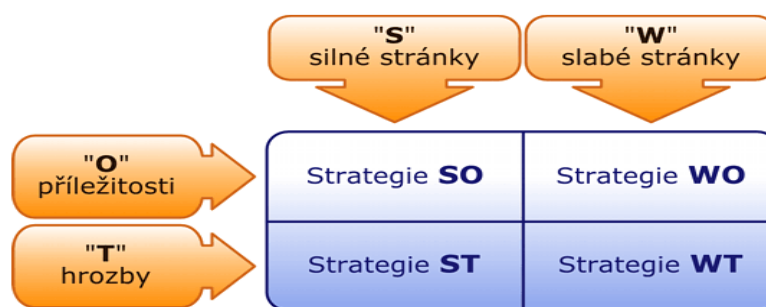 "S"
silné stránky
"W"
slabé stránky
"O"
příležitosti
Strategie SO
Strategie WO
"T"
hrozby
Strategie ST
Strategie WT